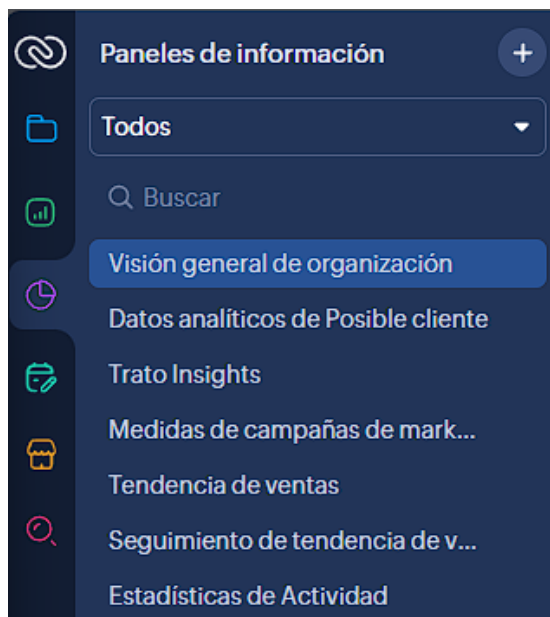 Paneles de información
Todos
Buscar
Visión general de organización
Datos analíticos de Posible cliente
Trato Insights
Medidas de campañas de mark...
Tendencia de ventas
Seguimiento de tendencia de v...
Estadísticas de Actividad